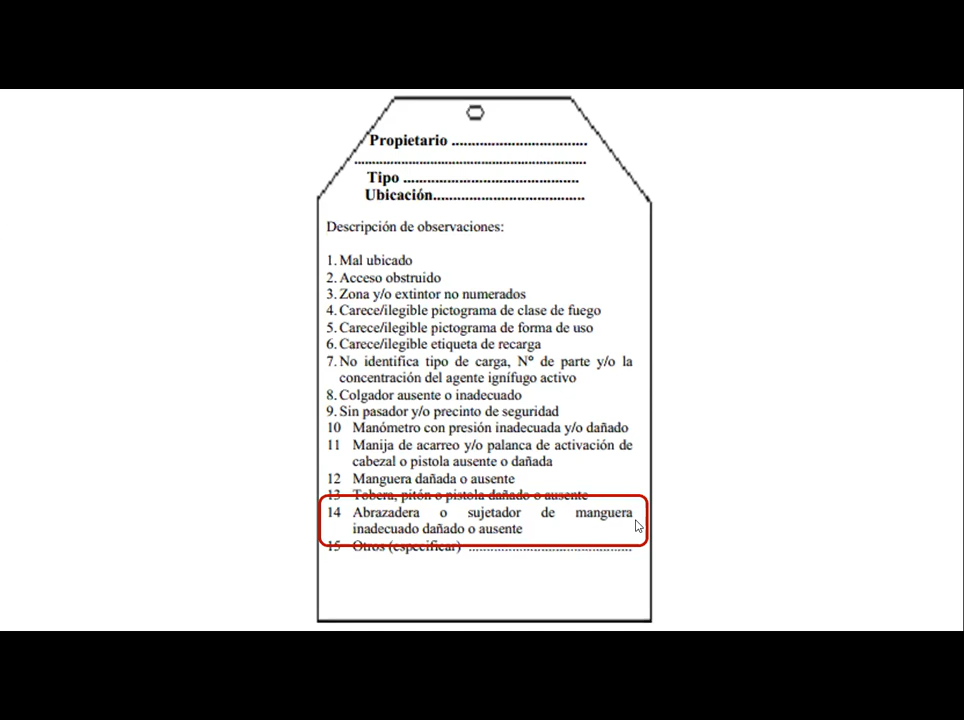 Propietario ..................................
..........................................................
Tipo ............................................
Ubicación.....................................
Descripción de observaciones:
1. Mal ubicado
2. Acceso obstruido
3. Zona y/o extintor no numerados
4. Carece/ilegible pictograma de clase de fuego
5. Carece/ilegible pictograma de forma de uso
6. Carece/ilegible etiqueta de recarga
7. No identifica tipo de carga, Nº de parte y/o la
concentración del agente ignífugo activo
8. Colgador ausente o inadecuado
9. Sin pasador y/o precinto de seguridad
10 Manómetro con presión inadecuada y/o dañado
11 Manija de acarreo y/o palanca de activación de
cabezal o pistola ausente o dañada
12 Manguera dañada o ausente
13 Tobera, pitón o pistola dañado o ausente
14 Abrazadera o sujetador de manguera
inadecuado dañado o ausente
15 Otros (especificar) ............................................